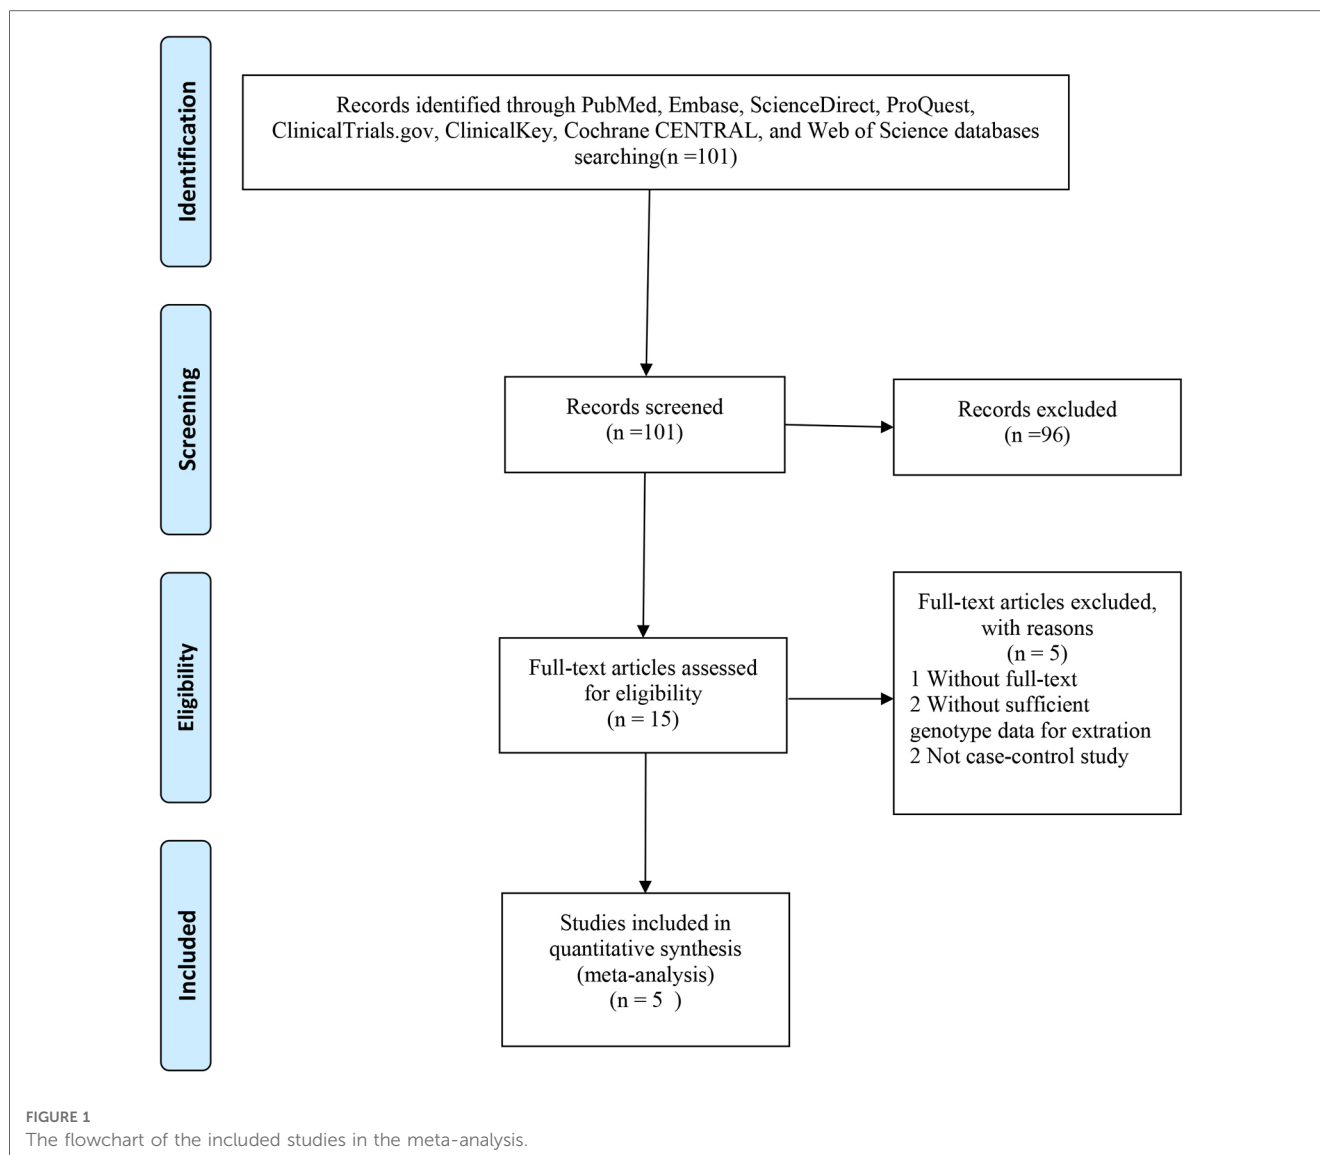 Identification
Records identified through PubMed, Embase, ScienceDirect, ProQuest,
ClinicalTrials.gov, ClinicalKey, Cochrane CENTRAL, and Web of Science databases
searching(n =101)
Screening
Records screened
(n =101)
Records excluded
(n =96)
Eligibility
Full-text articles assessed
for eligibility
(n = 15)
Full-text articles excluded,
with reasons
(n = 5)
1 Without full-text
2 Without sufficient
genotype data for extration
2 Not case-control study
Included
Studies included in
quantitative synthesis
(meta-analysis)
(n = 5 )
FIGURE 1
The flowchart of the included studies in the meta-analysis.